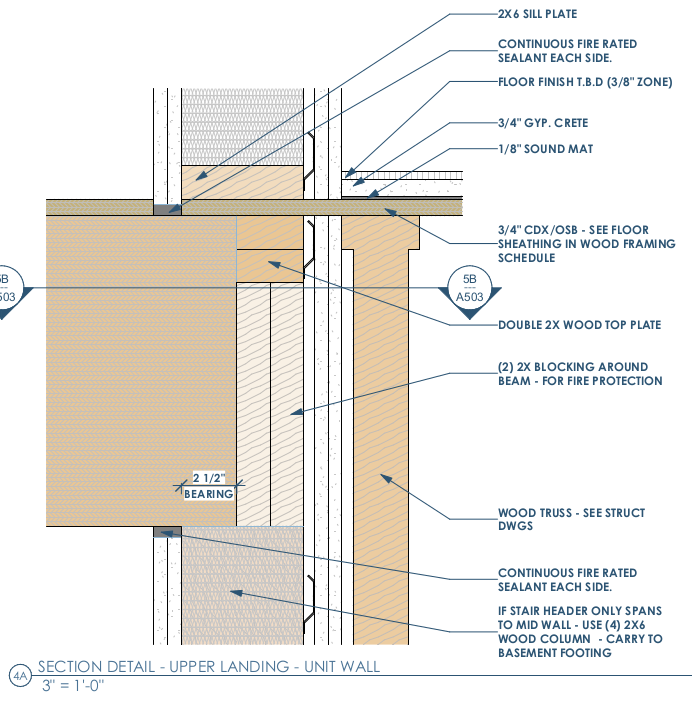 2X6 SILL PLATE
CONTINUOUS FIRE RATED
SEALANT EACH SIDE.
FLOOR FINISH T.B.D (3/8" ZONE)
3/4" GYP. CRETE
1/8" SOUND MAT
3/4" CDX/OSB - SEE FLOOR
SHEATHING IN WOOD FRAMING
SCHEDULE
5B
503
5B
A503
DOUBLE 2X WOOD TOP PLATE
(2) 2X BLOCKING AROUND
BEAM - FOR FIRE PROTECTION
2 1/2"
BEARING
WOOD TRUSS - SEE STRUCT
DWGS
CONTINUOUS FIRE RATED
SEALANT EACH SIDE.
IF STAIR HEADER ONLY SPANS
TO MID WALL - USE (4) 2X6
WOOD COLUMN - CARRY TO
BASEMENT FOOTING
4A SECTION DETAIL - UPPER LANDING - UNIT WALL
3" = 1'-0"